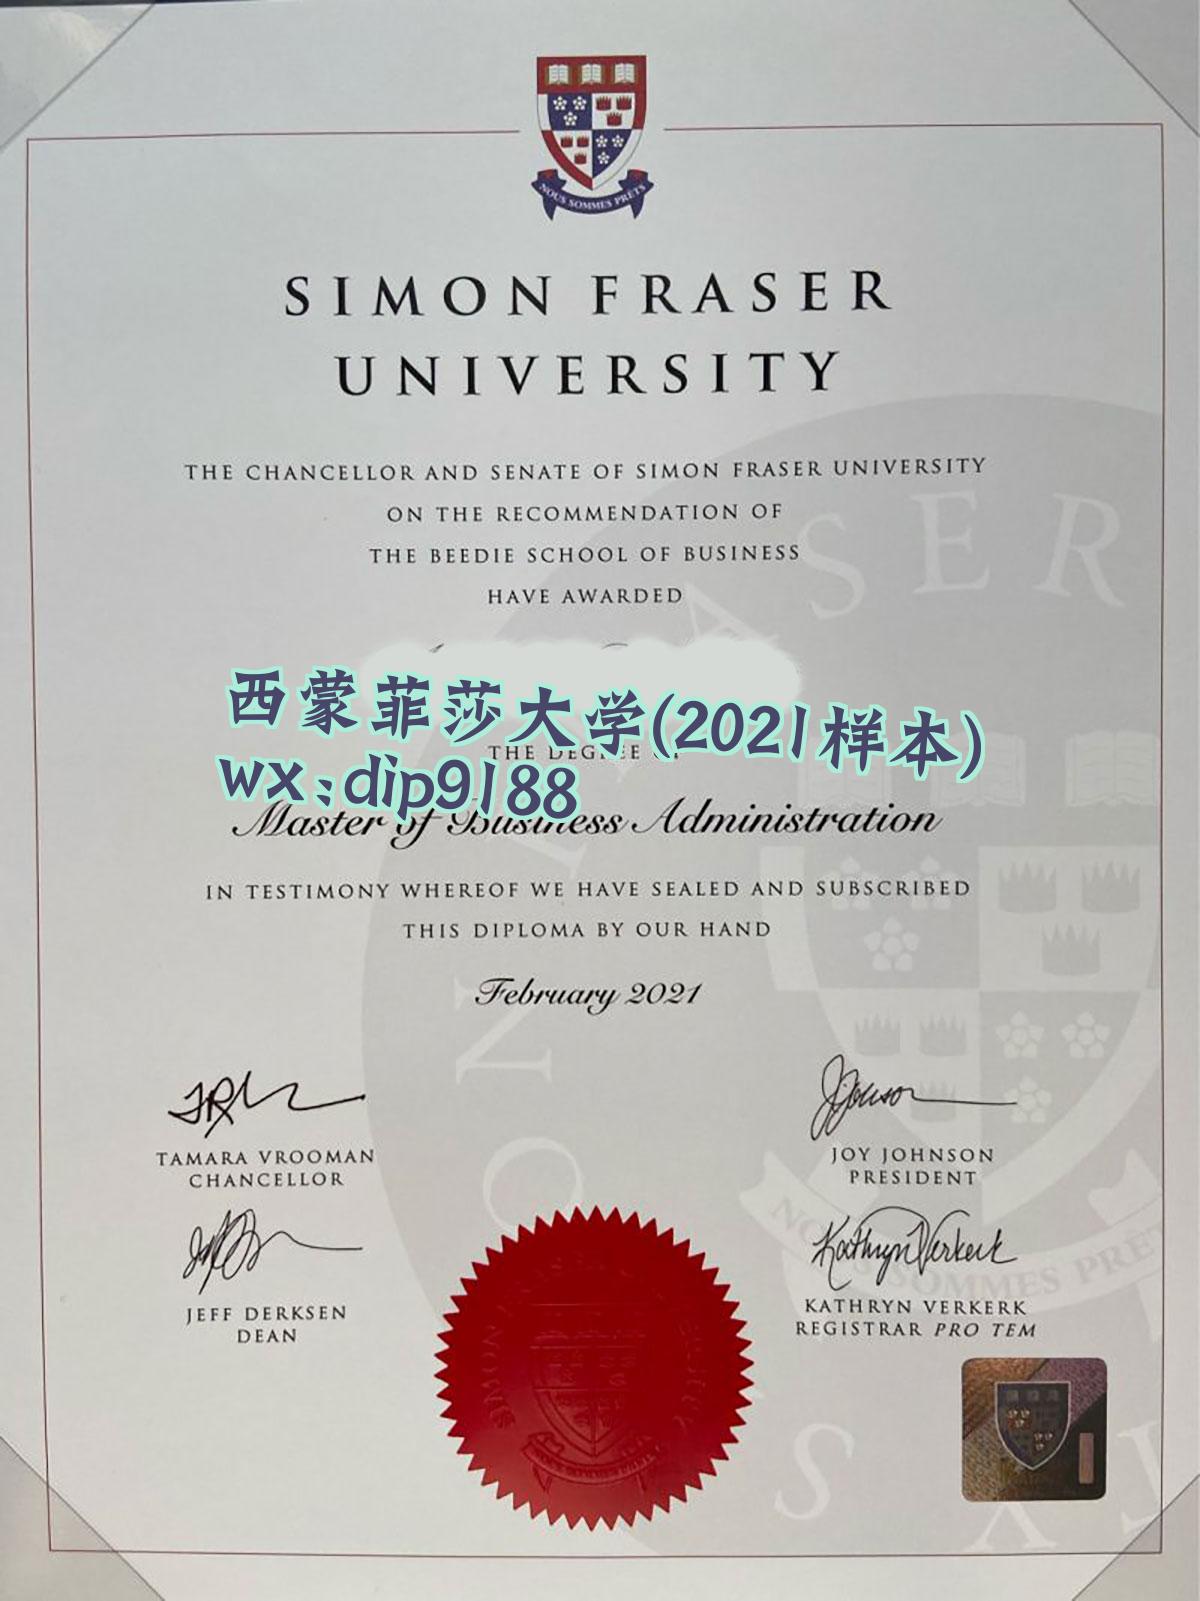 NOUS SOMMES PRÊTS
SIMON FRASER
UNIVERSITY
THE CHANCELLOR AND SENATE OF SIMON FRASER UNIVERSITY
ON THE RECOMMENDATION OF
THE BEEDIE SCHOOL OF BUSINESS
HAVE AWARDED
西蒙菲莎大学(2021样本)
THE DEGREE
wx:dip9188
Master of Business Administration
IN TESTIMONY WHEREOF WE HAVE SEALED AND SUBSCRIBED
THIS DIPLOMA BY OUR HAND
February 2021
TAMARA VROOMAN
CHANCELLOR
JOY JOHNSON
PRESIDENT
Kathryn Verkerk
JEFF DERKSEN
DEAN
KATHRYN VERKERK
REGISTRAR PRO TEM